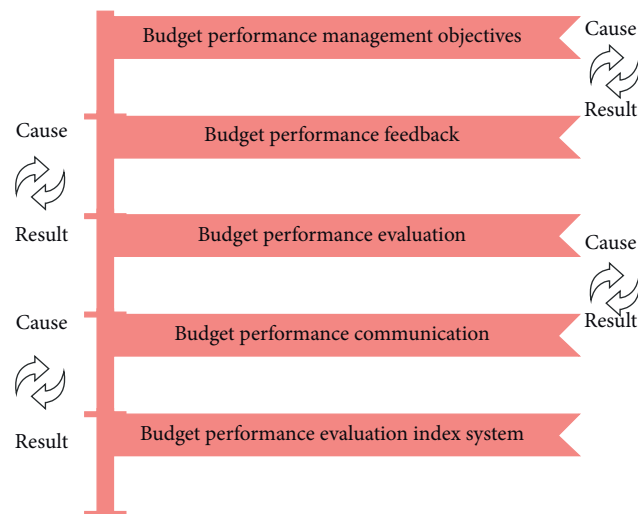 Budget performance management objectives
Cause
Result
Cause
Budget performance feedback
Result
Budget performance evaluation
Cause
Result
Cause
Budget performance communication
Result
Budget performance evaluation index system